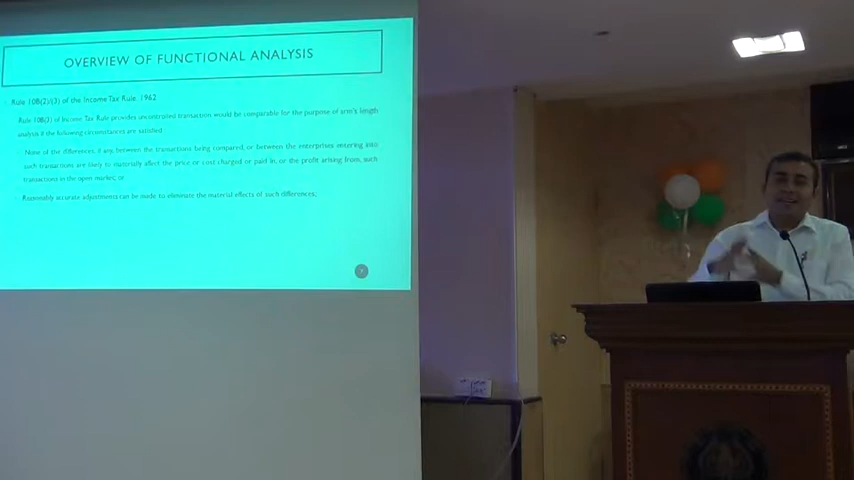 OVERVIEW OF FUNCTIONAL ANALYSIS
Rule 10B(2)/(3) of the Income Tax Rule, 1962
Rule 10B(3) of Income Tax Rule provides uncontrolled transaction would be comparable for the purpose of arm's length
analysis if the following circumstances are satisfied
None of the differences, if any between the transactions being compared, or between the enterprises entering into
such transactions are likely to materially affect the price or cost charged or paid in, or the profit arising from, such
transactions in the open market; or
Reasonably accurate adjustments can be made to eliminate the material effects of such differences;